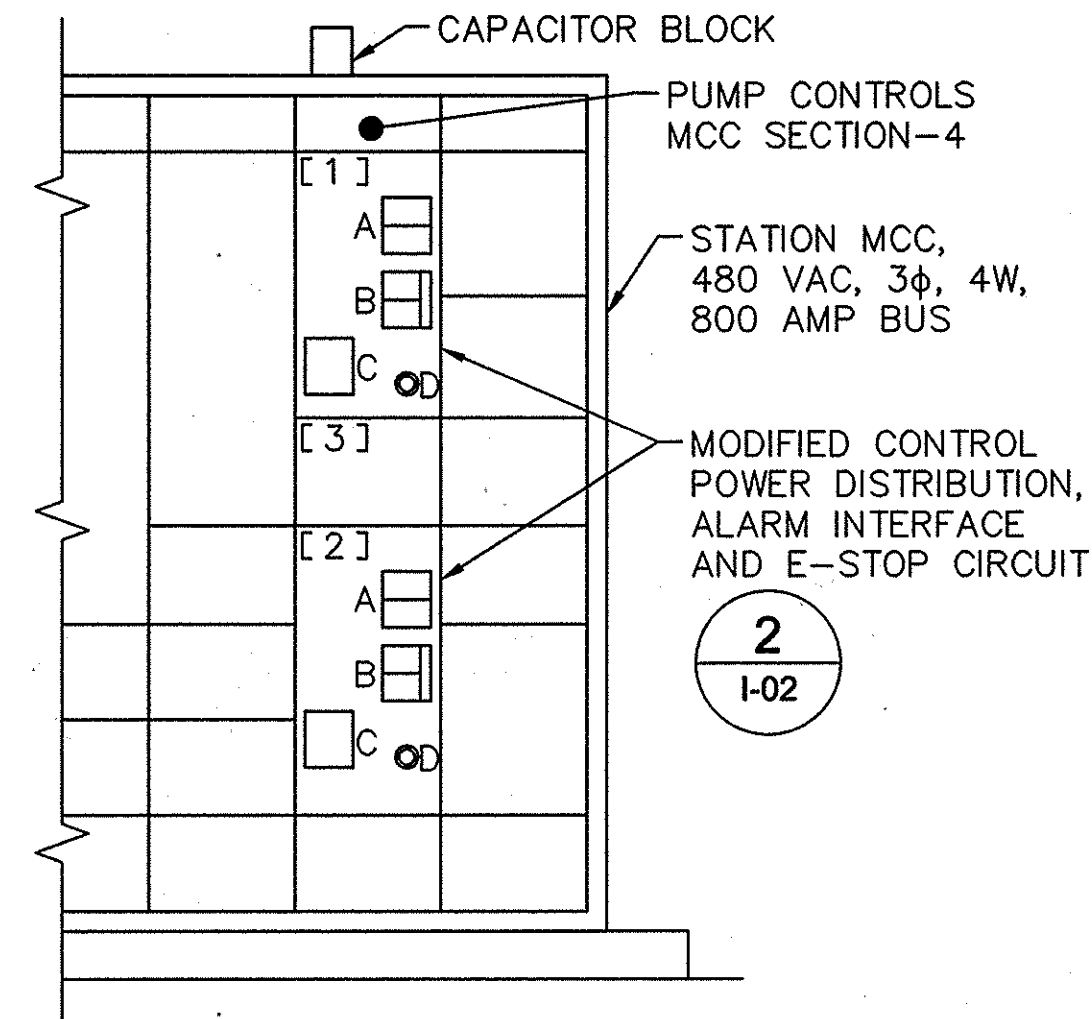 CAPACITOR BLOCK
PUMP CONTROLS
MCC SECTION-4
[1]
A
B
C
D
STATION MCC,
480 VAC, 3ϕ, 4W,
800 AMP BUS
[3]
MODIFIED CONTROL
POWER DISTRIBUTION,
ALARM INTERFACE
AND E-STOP CIRCUIT
[2]
A
B
C
D
2
I-02